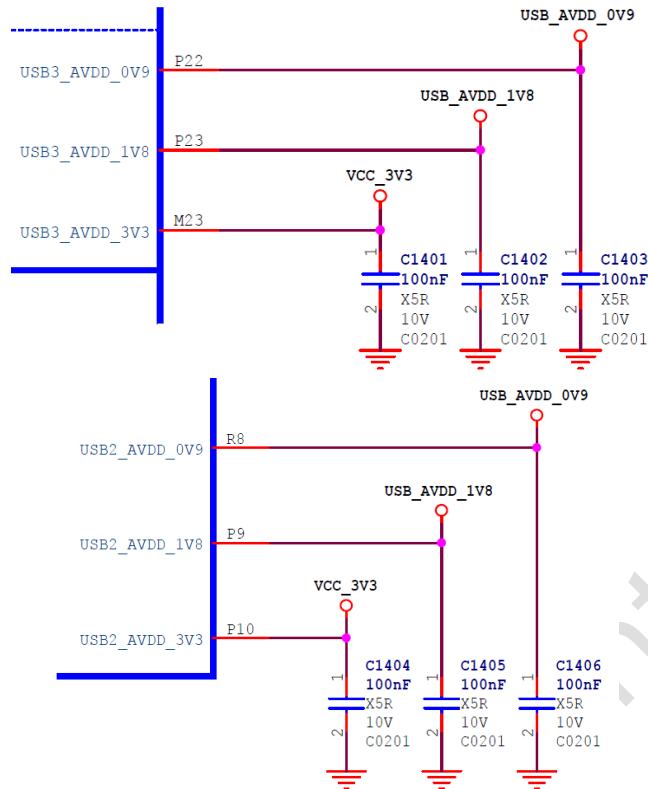 USB_AVDD_0V9
USB3_AVDD_0V9 P22
USB_AVDD_1V8
USB3_AVDD_1V8 P23
VCC_3V3
USB3_AVDD_3V3 M23
1 C1401 1 C1402 1 C1403
100nF 100nF 100nF
X5R X5R X5R
2 10V 2 10V 2 10V
C0201 C0201 C0201
USB_AVDD_0V9
USB2_AVDD_0V9 R8
USB_AVDD_1V8
USB2_AVDD_1V8 P9
VCC_3V3
USB2_AVDD_3V3 P10
1 C1404 1 C1405 1 C1406
100nF 100nF 100nF
X5R X5R X5R
2 10V 2 10V 2 10V
C0201 C0201 C0201